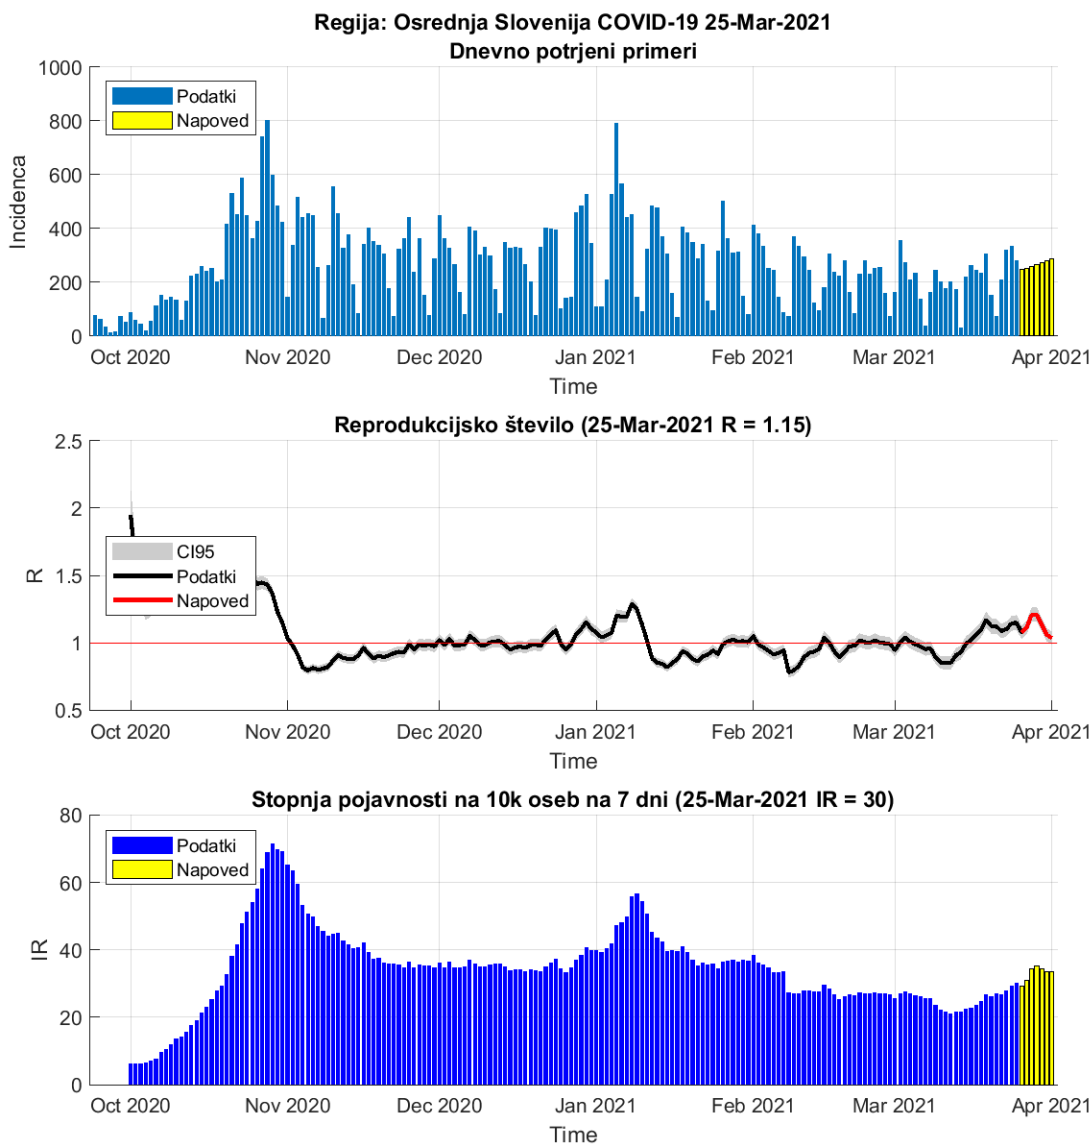 Regija: Osrednja Slovenija COVID-19 25-Mar-2021
Dnevno potrjeni primeri
1000
800
600
400
200
0
Incidenca
Podatki
Napoved
Oct 2020 Nov 2020 Dec 2020 Jan 2021 Feb 2021 Mar 2021 Apr 2021
Time
Reprodukcijsko število (25-Mar-2021 R = 1.15)
2.5
2
1.5
1
0.5
R
CI95
Podatki
Napoved
Oct 2020 Nov 2020 Dec 2020 Jan 2021 Feb 2021 Mar 2021 Apr 2021
Time
Stopnja pojavnosti na 10k oseb na 7 dni (25-Mar-2021 IR = 30)
80
60
40
20
0
IR
Podatki
Napoved
Oct 2020 Nov 2020 Dec 2020 Jan 2021 Feb 2021 Mar 2021 Apr 2021
Time